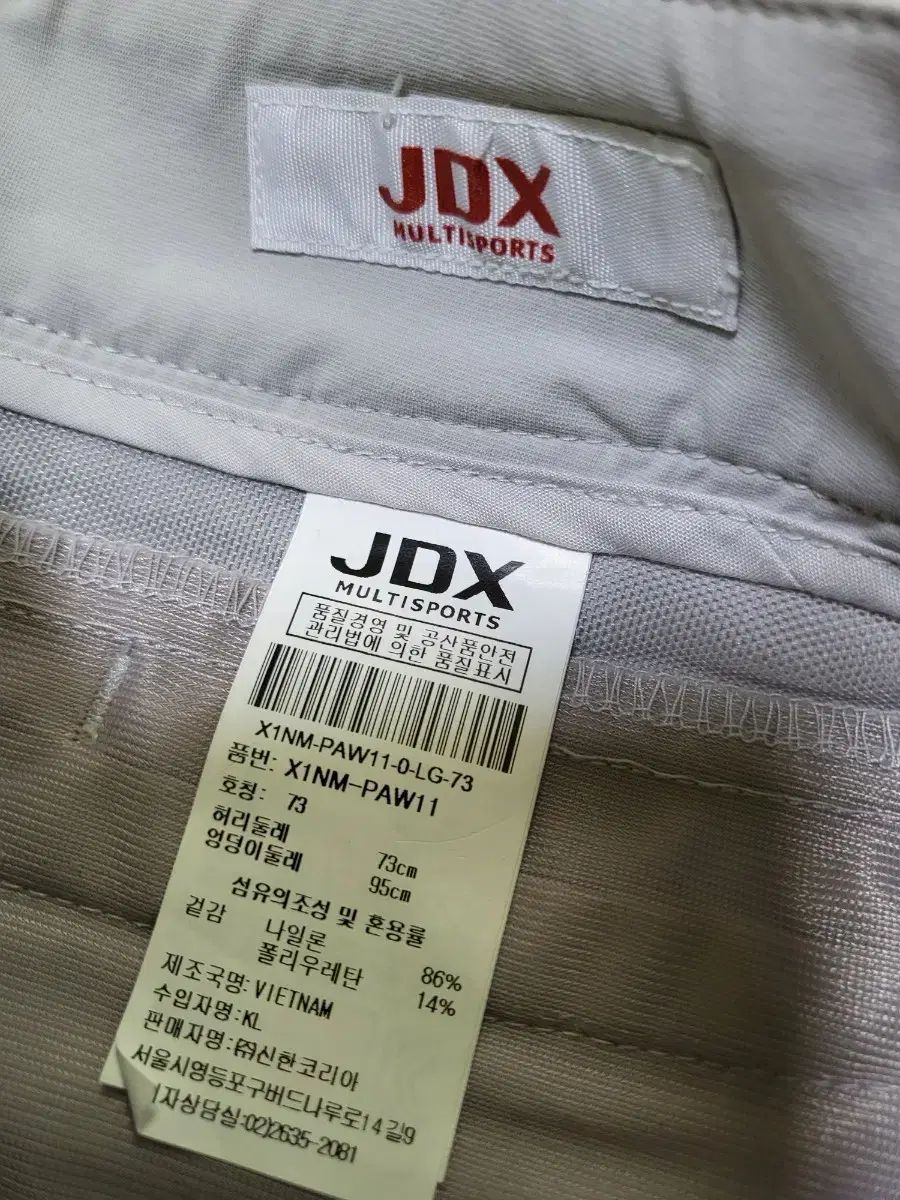 JDX
MULTISPORTS
JDX
MULTISPORTS
품질경영 및 공산품안전
관리법에 의한 품질표시
X1NM-PAW11-0-LG-73
품번: X1NM-PAW11
호칭: 73
허리둘레 73cm
엉덩이둘레 95cm
섬유의조성 및 혼용률
겉감 나일론 86%
폴리우레탄 14%
제조국명:VIETNAM
수입자명:KL
판매자명:㈜신한코리아
서울시영등포구버드나루로14길9
자상담실:02)2635-2081